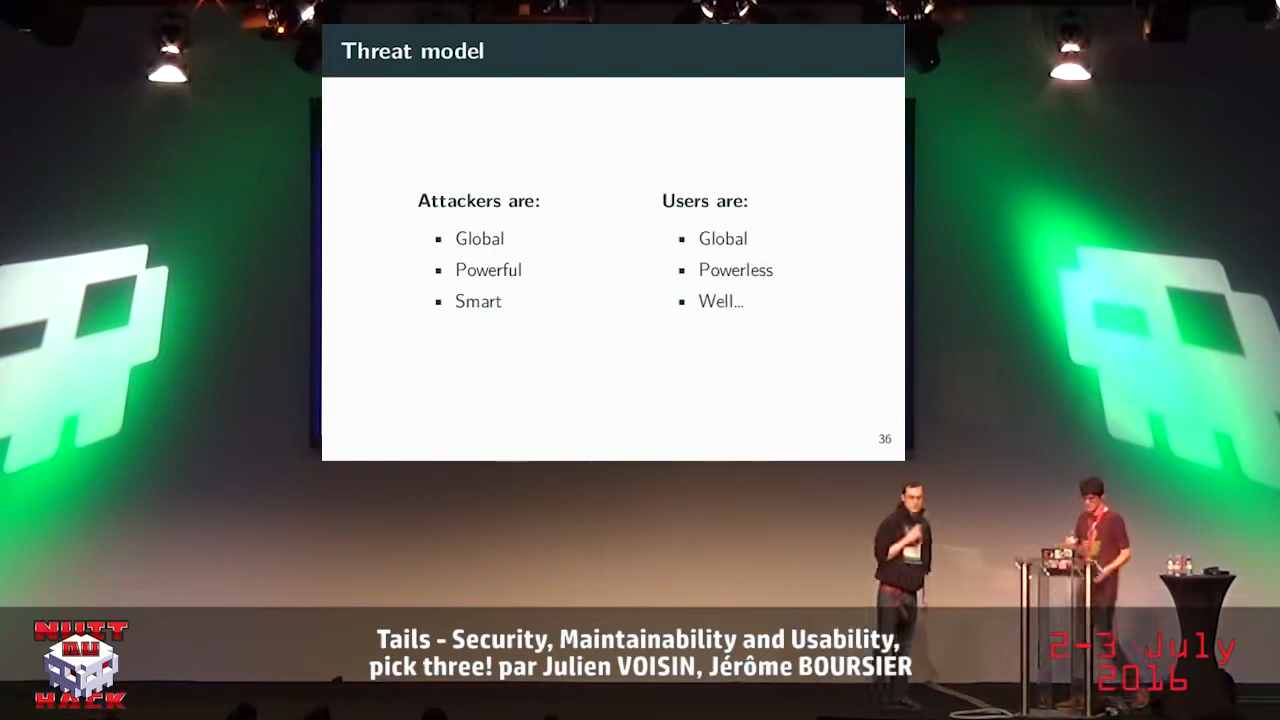 Threat model
Attackers are:
Global
Powerful
Smart
Users are:
Global
Powerless
Well...
36
NUIT
DU
HACK
Tails - Security, Maintainability and Usability,
pick three! par Julien VOISIN, Jérôme BOURSIER
2-3 July
2016